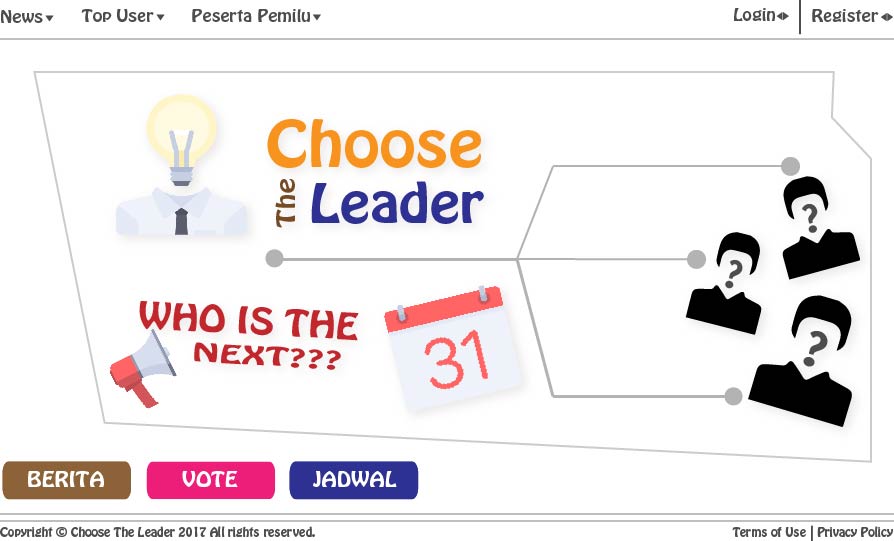 News Top User Peserta Pemilu Login Register
Choose
The Leader
?
?
?
WHO IS THE
NEXT???
31
BERITA VOTE JADWAL
Copyright © Choose The Leader 2017 All rights reserved. Terms of Use | Privacy Policy